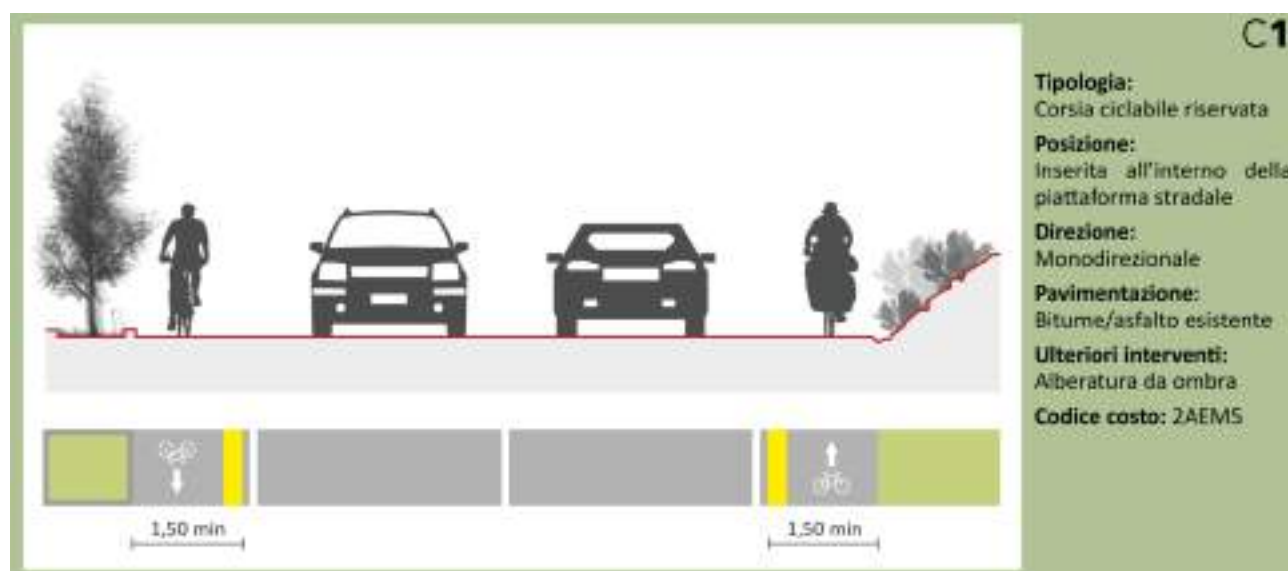 C1
Tipologia:
Corsia ciclabile riservata
Posizione:
Inserita all'interno della
piattaforma stradale
Direzione:
Monodirezionale
Pavimentazione:
Bitume/asfalto esistente
Ulteriori interventi:
Alberatura da ombra
Codice costo: 2AEM5
1,50 min
1,50 min